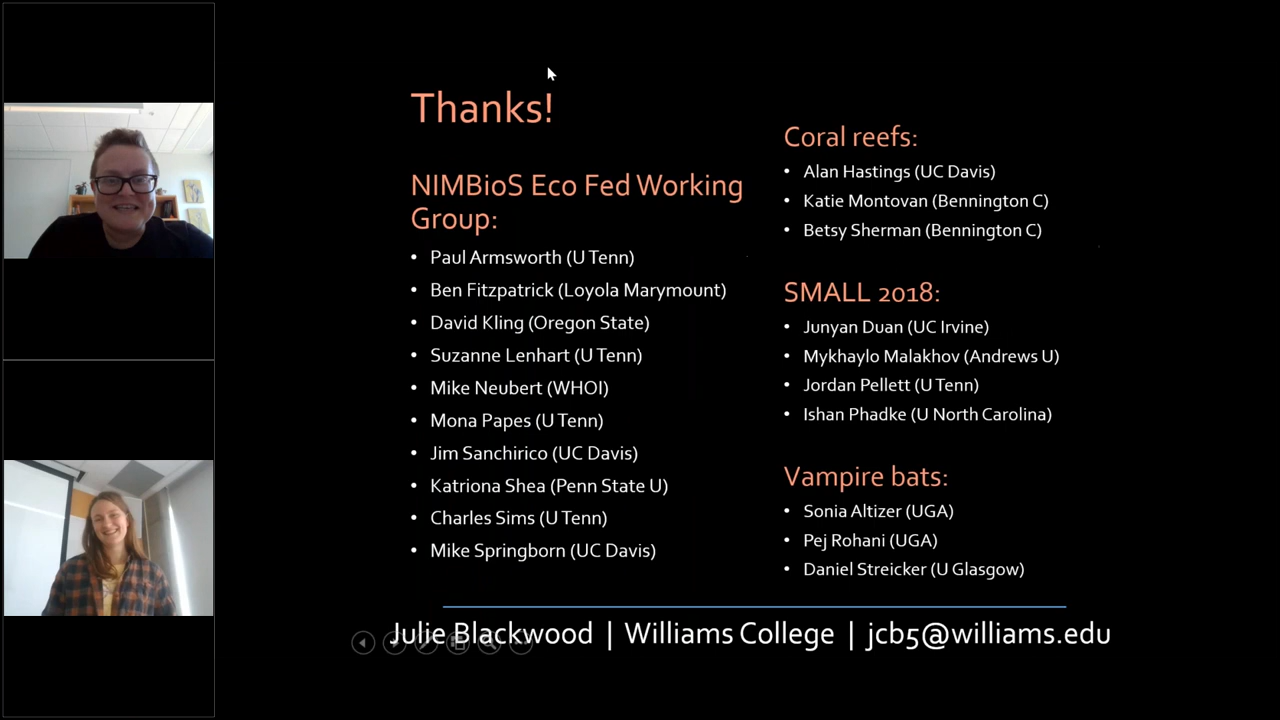 Thanks!
NIMBioS Eco Fed Working
Group:
• Paul Armsworth (U Tenn)
• Ben Fitzpatrick (Loyola Marymount)
• David Kling (Oregon State)
• Suzanne Lenhart (U Tenn)
• Mike Neubert (WHOI)
• Mona Papes (U Tenn)
• Jim Sanchirico (UC Davis)
• Katriona Shea (Penn State U)
• Charles Sims (U Tenn)
• Mike Springborn (UC Davis)
Coral reefs:
• Alan Hastings (UC Davis)
• Katie Montovan (Bennington C)
• Betsy Sherman (Bennington C)
SMALL 2018:
• Junyan Duan (UC Irvine)
• Mykhaylo Malakhov (Andrews U)
• Jordan Pellett (U Tenn)
• Ishan Phadke (U North Carolina)
Vampire bats:
• Sonia Altizer (UGA)
• Pej Rohani (UGA)
• Daniel Streicker (U Glasgow)
Julie Blackwood | Williams College | jcb5@williams.edu